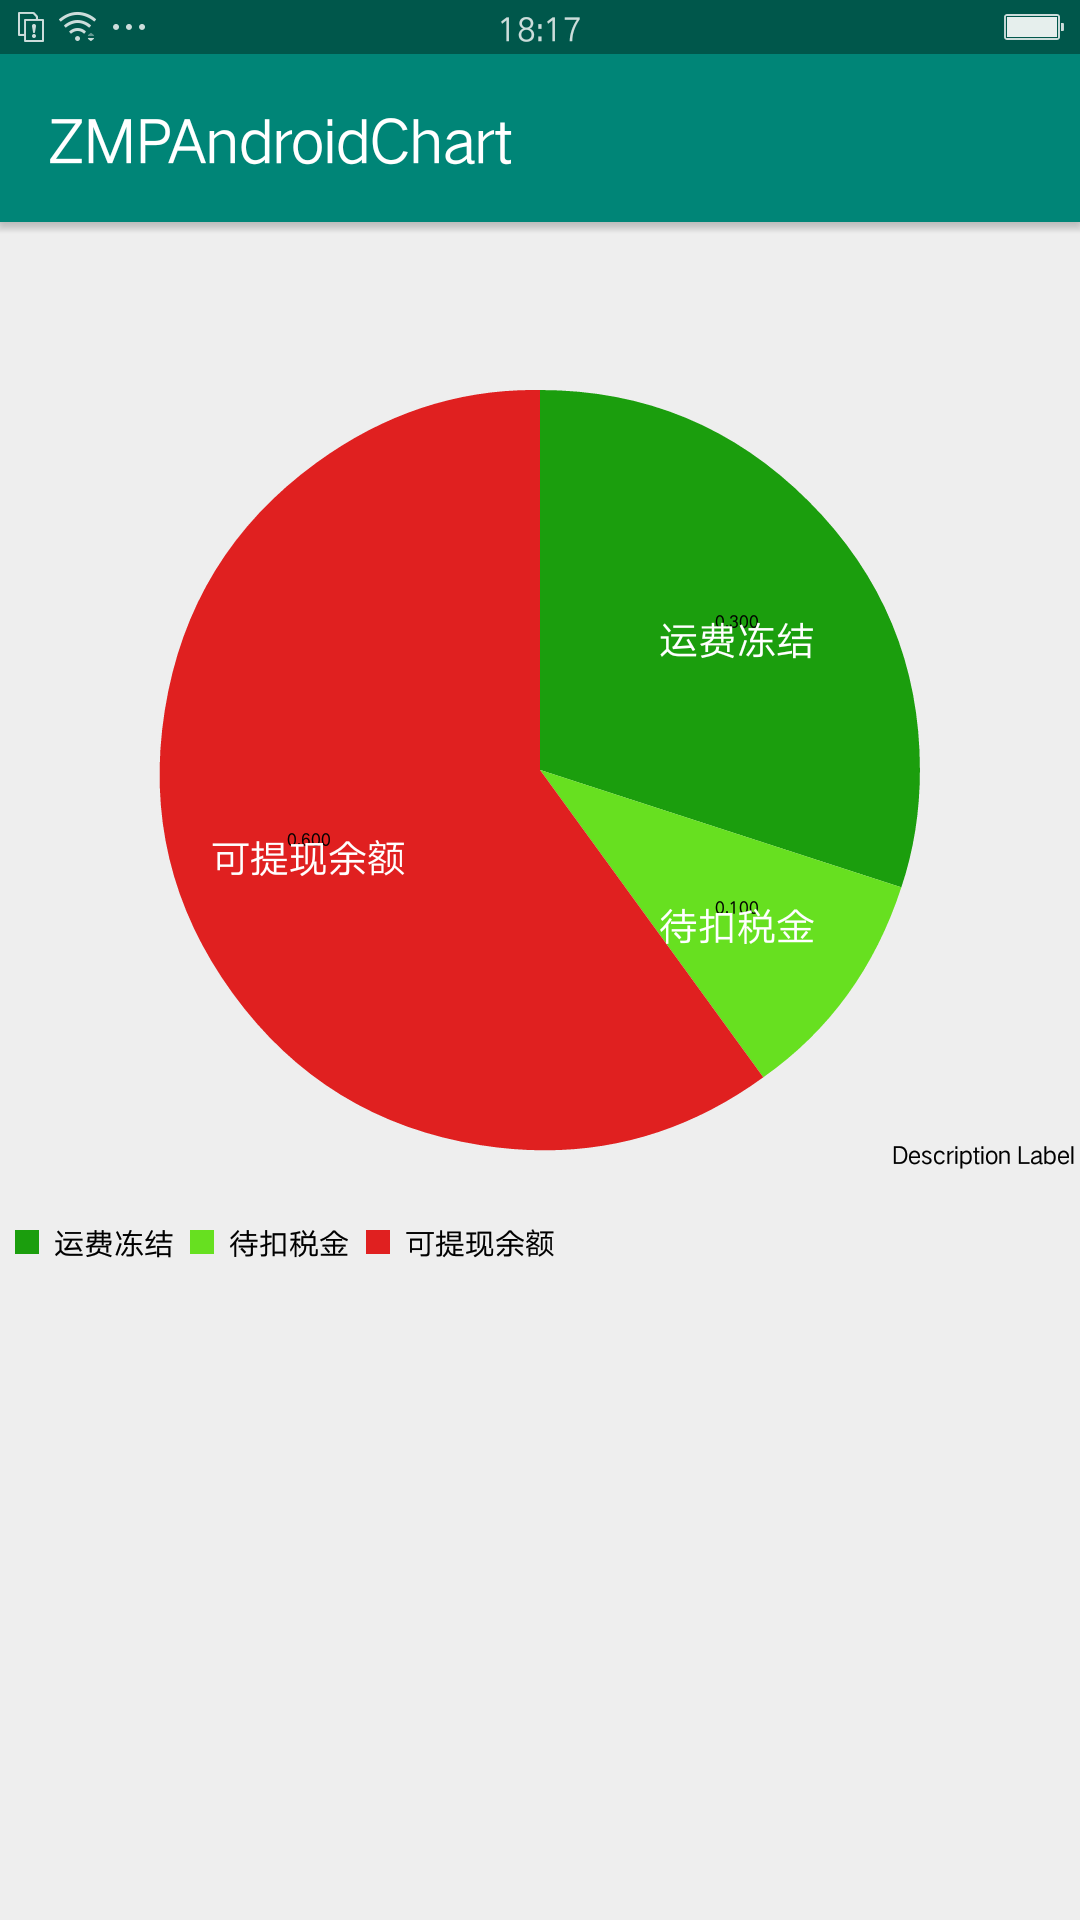 18:17
ZMPAndroidChart
0.300
运费冻结
0.600
可提现余额
0.100
待扣税金
Description Label
运费冻结 待扣税金 可提现余额